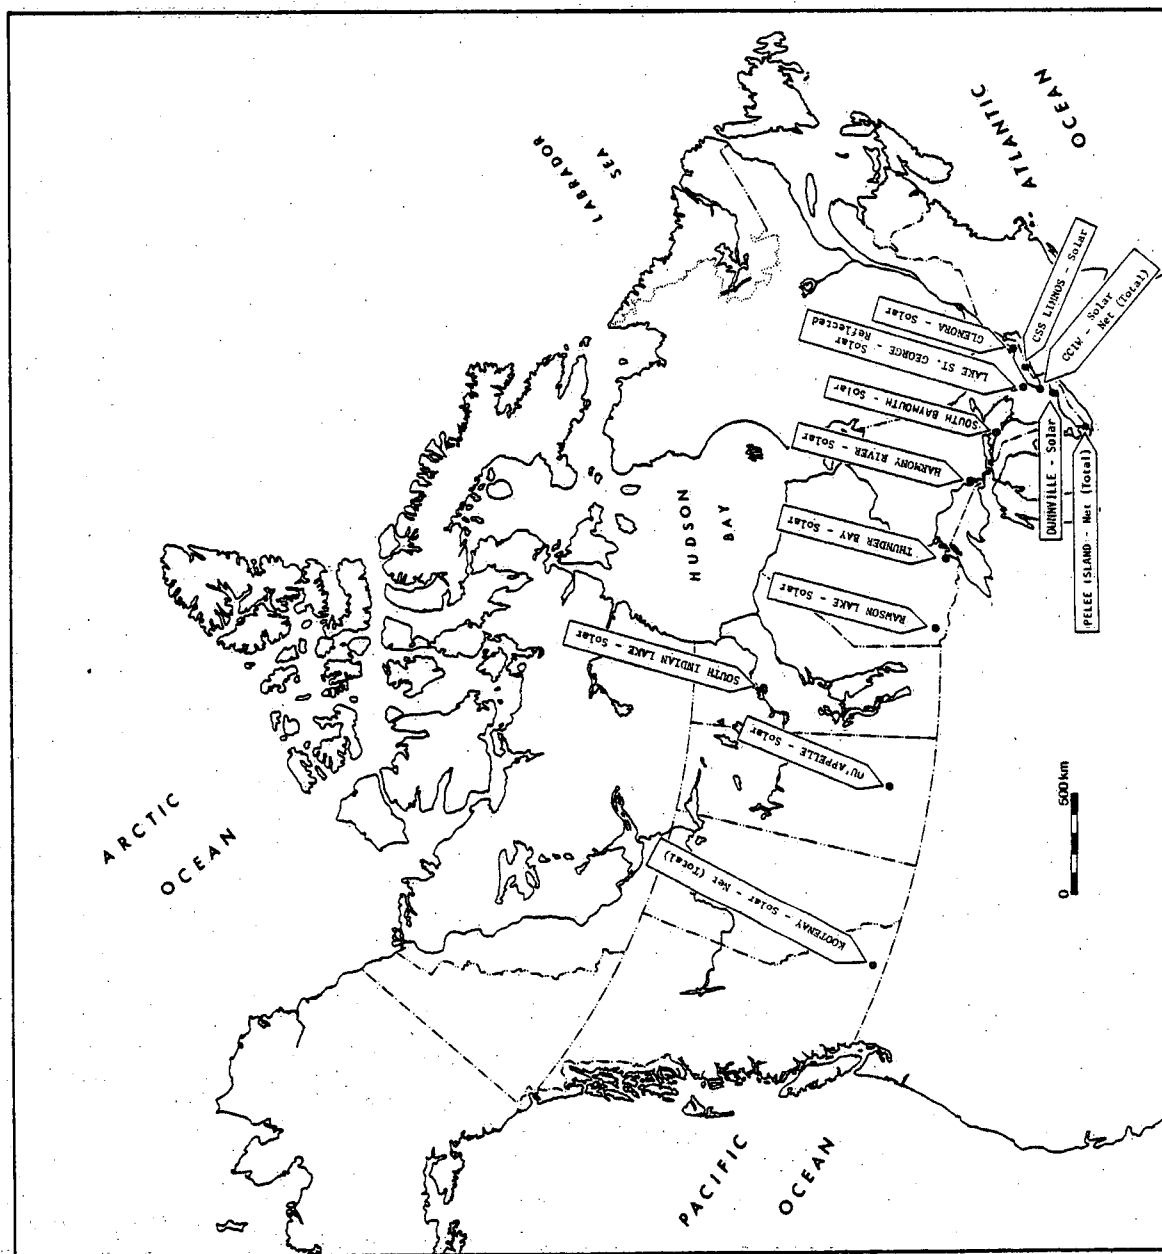 ARCTIC
OCEAN
LABRADOR
SEA
ATLANTIC
OCEAN
HUDSON
BAY
PACIFIC
OCEAN
KOOTENAY - Solar - Net (Total)
QU'APPELLE - Solar
SOUTH INDIAN LAKE - Solar
RAWSON LAKE - Solar
THUNDER BAY - Solar
HARMONY RIVER - Solar
SOUTH BAYMOUTH - Solar
LAKE ST. GEORGE - Solar
Reflected
GLENORA - Solar
CSS LIMNOS - Solar
CCIW - Solar
- Net (Total)
DUNNVILLE - Solar
PELEE ISLAND - Net (Total)
0 500 km